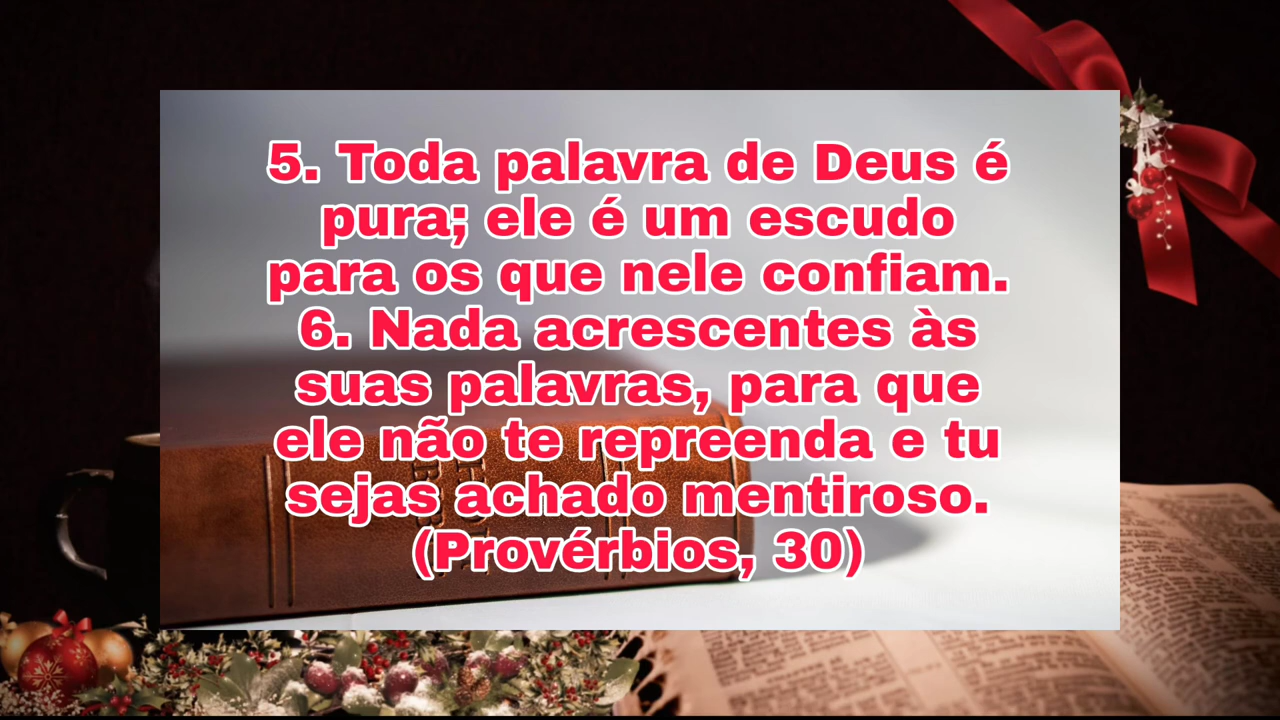 5. Toda palavra de Deus é
pura; ele é um escudo
para os que nele confiam.
6. Nada acrescentes às
suas palavras, para que
ele não te repreenda e tu
sejas achado mentiroso.
(Provérbios, 30)